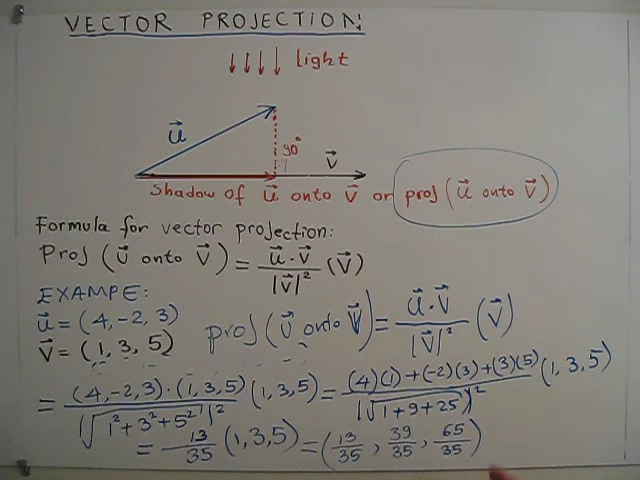 VECTOR PROJECTION:
↓↓↓↓ light
u⃗
90°
v⃗
Shadow of u⃗ onto v⃗ or proj(u⃗ onto v⃗)
Formula for vector projection:
Proj (u⃗ onto v⃗) = u⃗·v⃗ / |v⃗|² (v⃗)
EXAMPE:
u⃗ = (4,-2,3)
v⃗ = (1, 3, 5)
proj(u⃗ onto v⃗) = u⃗·v⃗ / |v⃗|² (v⃗)
= (4,-2,3)·(1,3,5) / |√1²+3²+5²|² (1,3,5) = (4)(1)+(-2)(3)+(3)(5) / |√1+9+25|² (1,3,5)
= 13/35 (1,3,5) = (13/35, 39/35, 65/35)